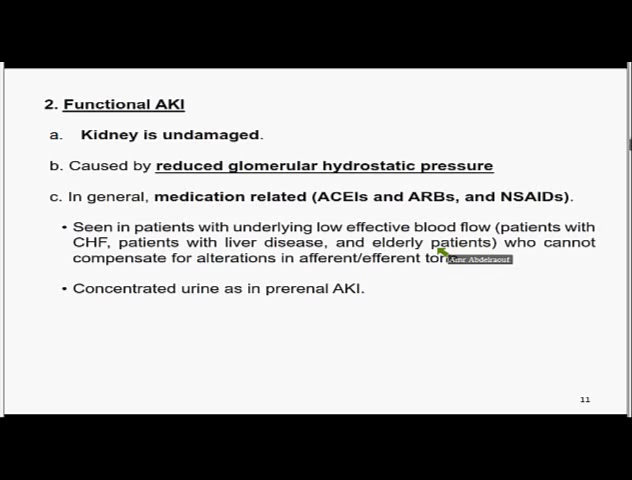 2. Functional AKI
a. Kidney is undamaged.
b. Caused by reduced glomerular hydrostatic pressure
c. In general, medication related (ACEIs and ARBs, and NSAIDs).
• Seen in patients with underlying low effective blood flow (patients with
CHF, patients with liver disease, and elderly patients) who cannot
compensate for alterations in afferent/efferent
Amr Abdelraouf
• Concentrated urine as in prerenal AKI.
11